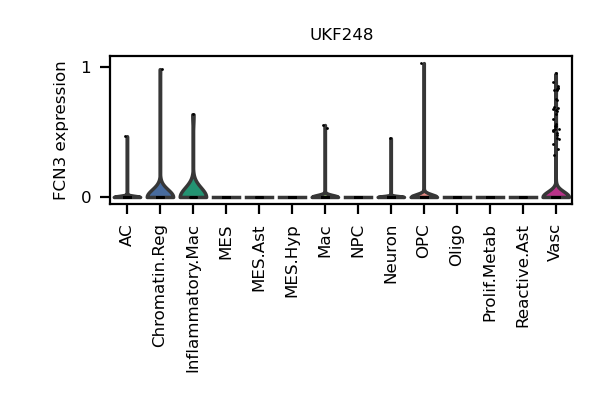 UKF248
FCN3 expression
1
0
AC
Chromatin.Reg
Inflammatory.Mac
MES
MES.Ast
MES.Hyp
Mac
NPC
Neuron
OPC
Oligo
Prolif.Metab
Reactive.Ast
Vasc